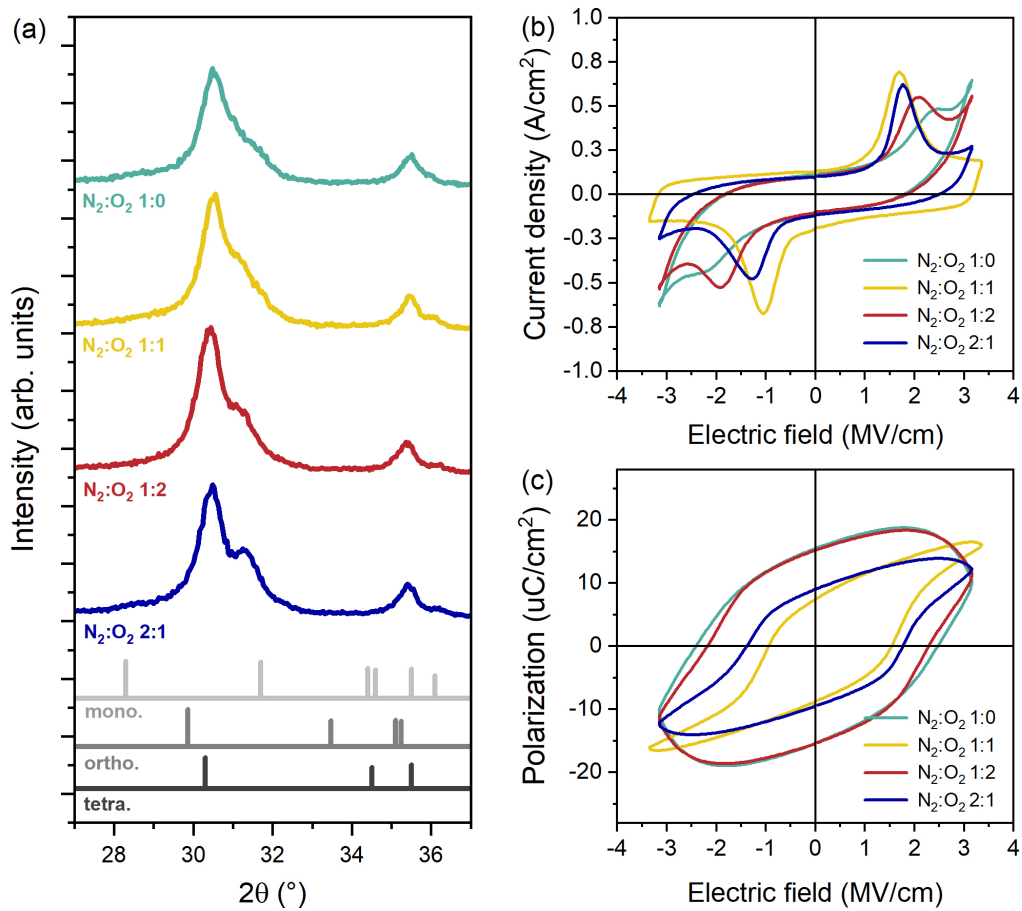 (a)
Intensity (arb. units)
N₂:O₂ 1:0
N₂:O₂ 1:1
N₂:O₂ 1:2
N₂:O₂ 2:1
mono.
ortho.
tetra.
28 30 32 34 36
2θ (°)
(b)
Current density (A/cm²)
1.0
0.8
0.5
0.3
0.0
-0.3
-0.5
-0.8
-1.0
N₂:O₂ 1:0
N₂:O₂ 1:1
N₂:O₂ 1:2
N₂:O₂ 2:1
-4 -3 -2 -1 0 1 2 3 4
Electric field (MV/cm)
(c)
Polarization (uC/cm²)
20
10
0
-10
-20
N₂:O₂ 1:0
N₂:O₂ 1:1
N₂:O₂ 1:2
N₂:O₂ 2:1
-4 -3 -2 -1 0 1 2 3 4
Electric field (MV/cm)